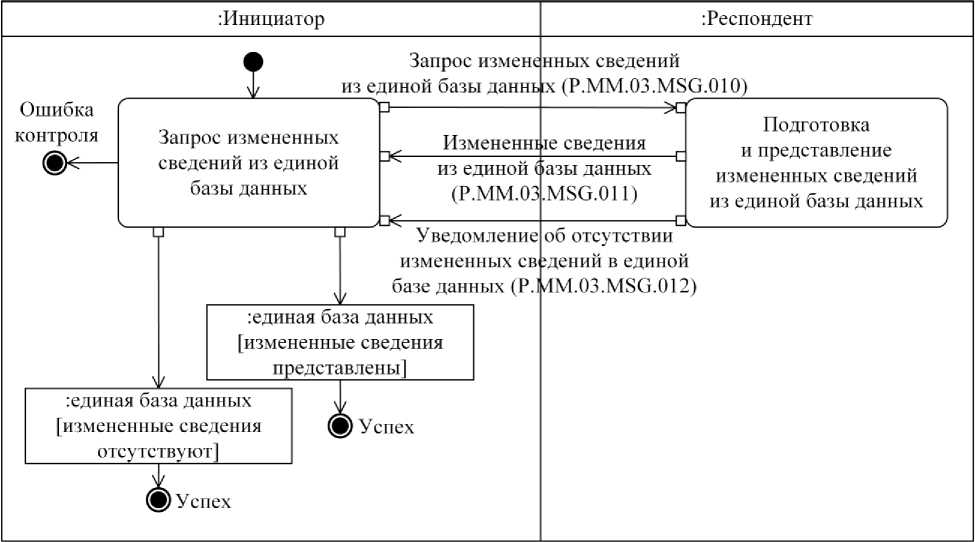 :Инициатор
:Респондент
Запрос измененных сведений
из единой базы данных (P.MM.03.MSG.010)
Ошибка
контроля
Запрос измененных
сведений из единой
базы данных
Измененные сведения
из единой базы данных
(P.MM.03.MSG.011)
Подготовка
и представление
измененных сведений
из единой базы данных
Уведомление об отсутствии
измененных сведений в единой
базе данных (P.MM.03.MSG.012)
:единая база данных
[измененные сведения
представлены]
Успех
:единая база данных
[измененные сведения
отсутствуют]
Успех